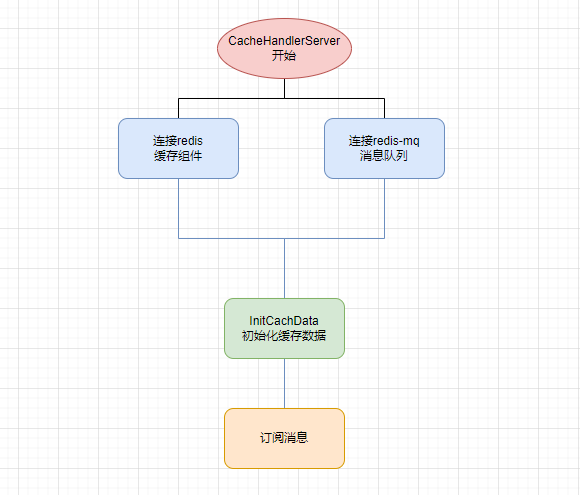 CacheHandlerServer
开始
连接redis
缓存组件
连接redis-mq
消息队列
InitCachData
初始化缓存数据
订阅消息